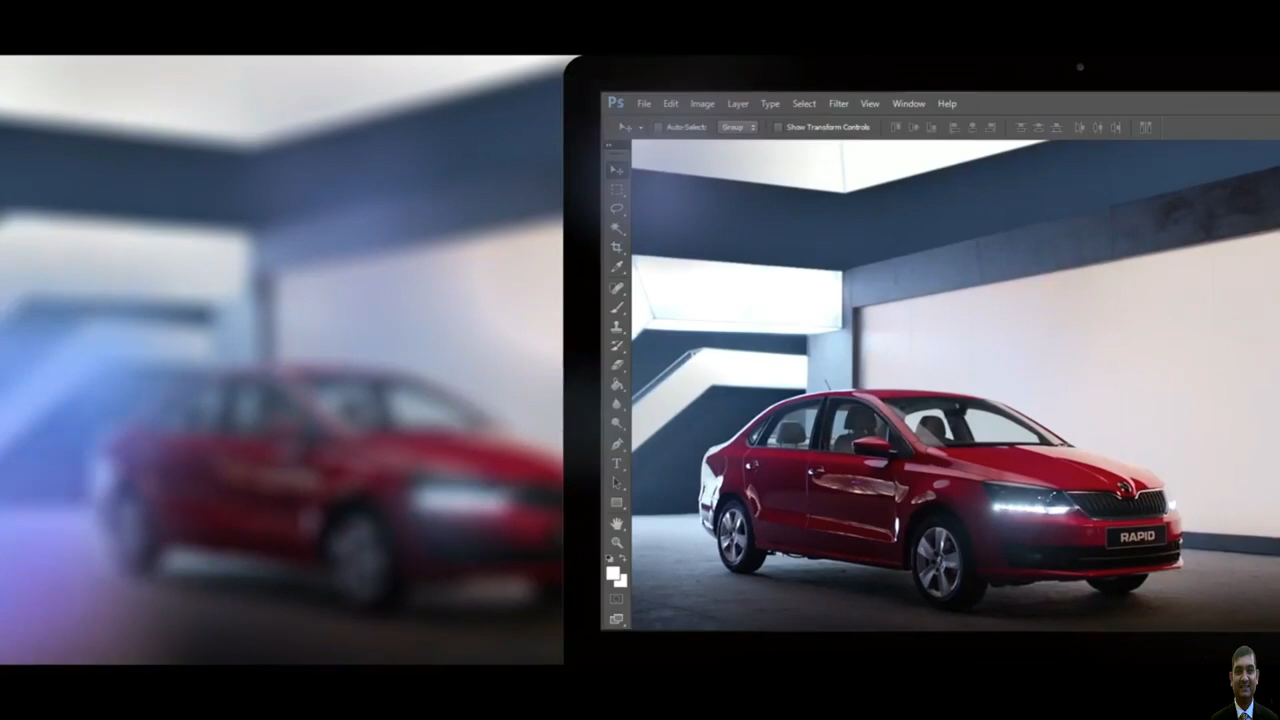 Ps File Edit Image Layer Type Select Filter View Window Help
Auto-Select: Group Show Transform Controls
T
RAPID